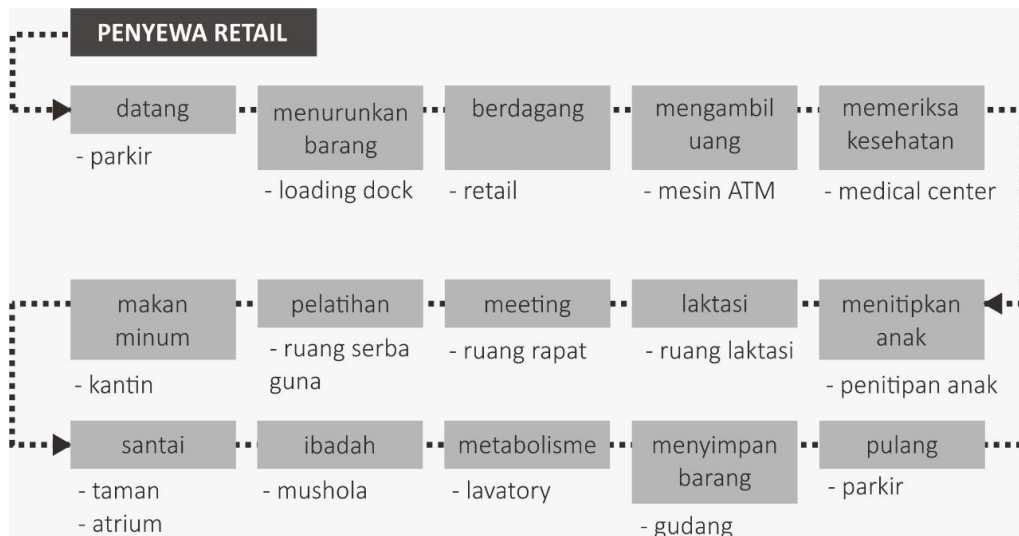 PENYEWA RETAIL
datang
- parkir
menurunkan
barang
- loading dock
berdagang
- retail
mengambil
uang
- mesin ATM
memeriksa
kesehatan
- medical center
makan
minum
- kantin
pelatihan
- ruang serba
guna
meeting
- ruang rapat
laktasi
- ruang laktasi
menitipkan
anak
- penitipan anak
santai
- taman
- atrium
ibadah
- mushola
metabolisme
- lavatory
menyimpan
barang
- gudang
pulang
- parkir